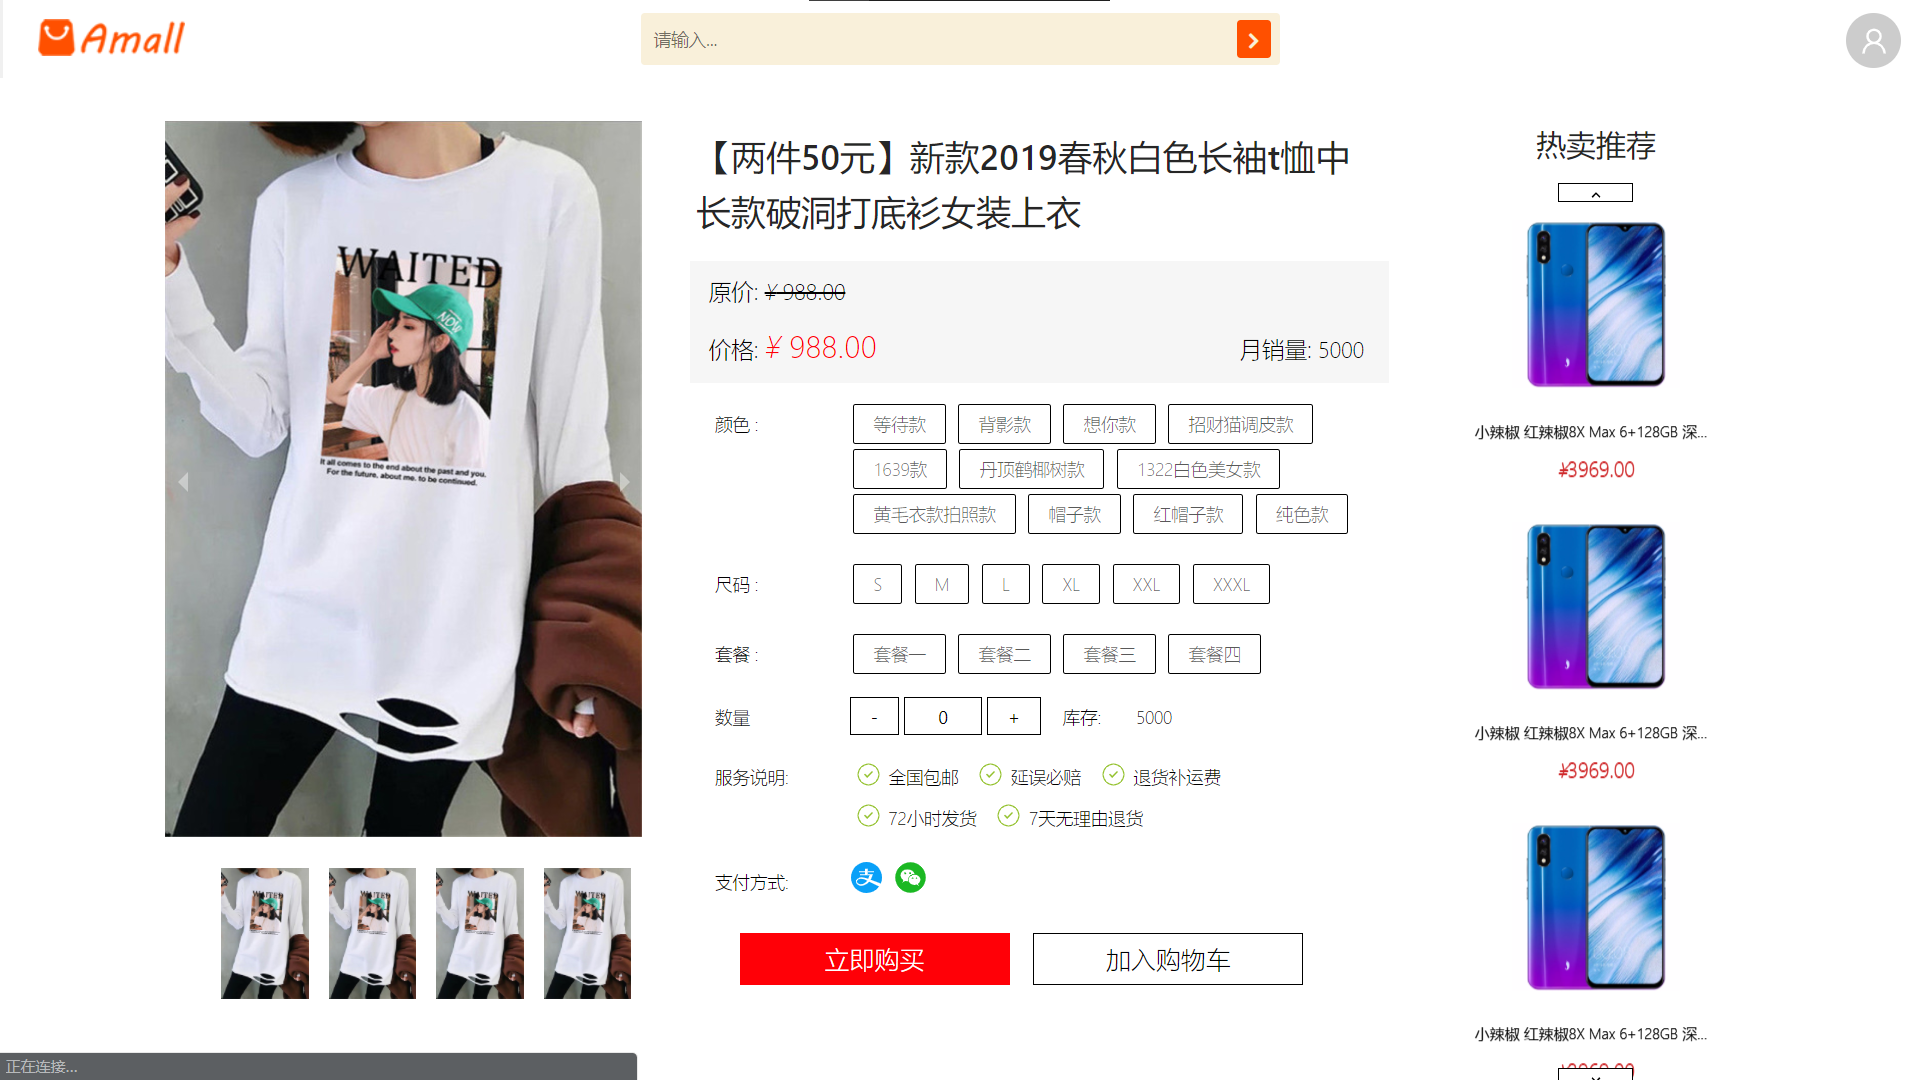 Amall
请输入...
WAITED
NOW
It all comes to the end about the past and you.
For the future, about me. to be continued.
【两件50元】新款2019春秋白色长袖t恤中
长款破洞打底衫女装上衣
原价: ¥ 988.00
价格: ¥ 988.00
月销量: 5000
颜色 :
等待款 背影款 想你款 招财猫调皮款
1639款 丹顶鹤椰树款 1322白色美女款
黄毛衣款拍照款 帽子款 红帽子款 纯色款
尺码 : S M L XL XXL XXXL
套餐 : 套餐一 套餐二 套餐三 套餐四
数量 - 0 + 库存: 5000
服务说明: 全国包邮 延误必赔 退货补运费
72小时发货 7天无理由退货
支付方式: 支
立即购买 加入购物车
热卖推荐
小辣椒 红辣椒8X Max 6+128GB 深...
¥3969.00
小辣椒 红辣椒8X Max 6+128GB 深...
¥3969.00
小辣椒 红辣椒8X Max 6+128GB 深...
¥3969.00
WAITED
WAITED
WAITED
WAITED
正在连接...